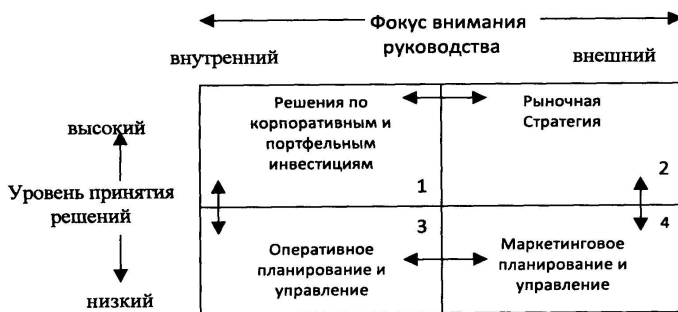 Фокус внимания
руководства
внутренний
внешний
высокий
Уровень принятия
решений
низкий
Решения по
корпоративным и
портфельным
инвестициям
1
Рыночная
Стратегия
2
3
Оперативное
планирование и
управление
4
Маркетинговое
планирование и
управление